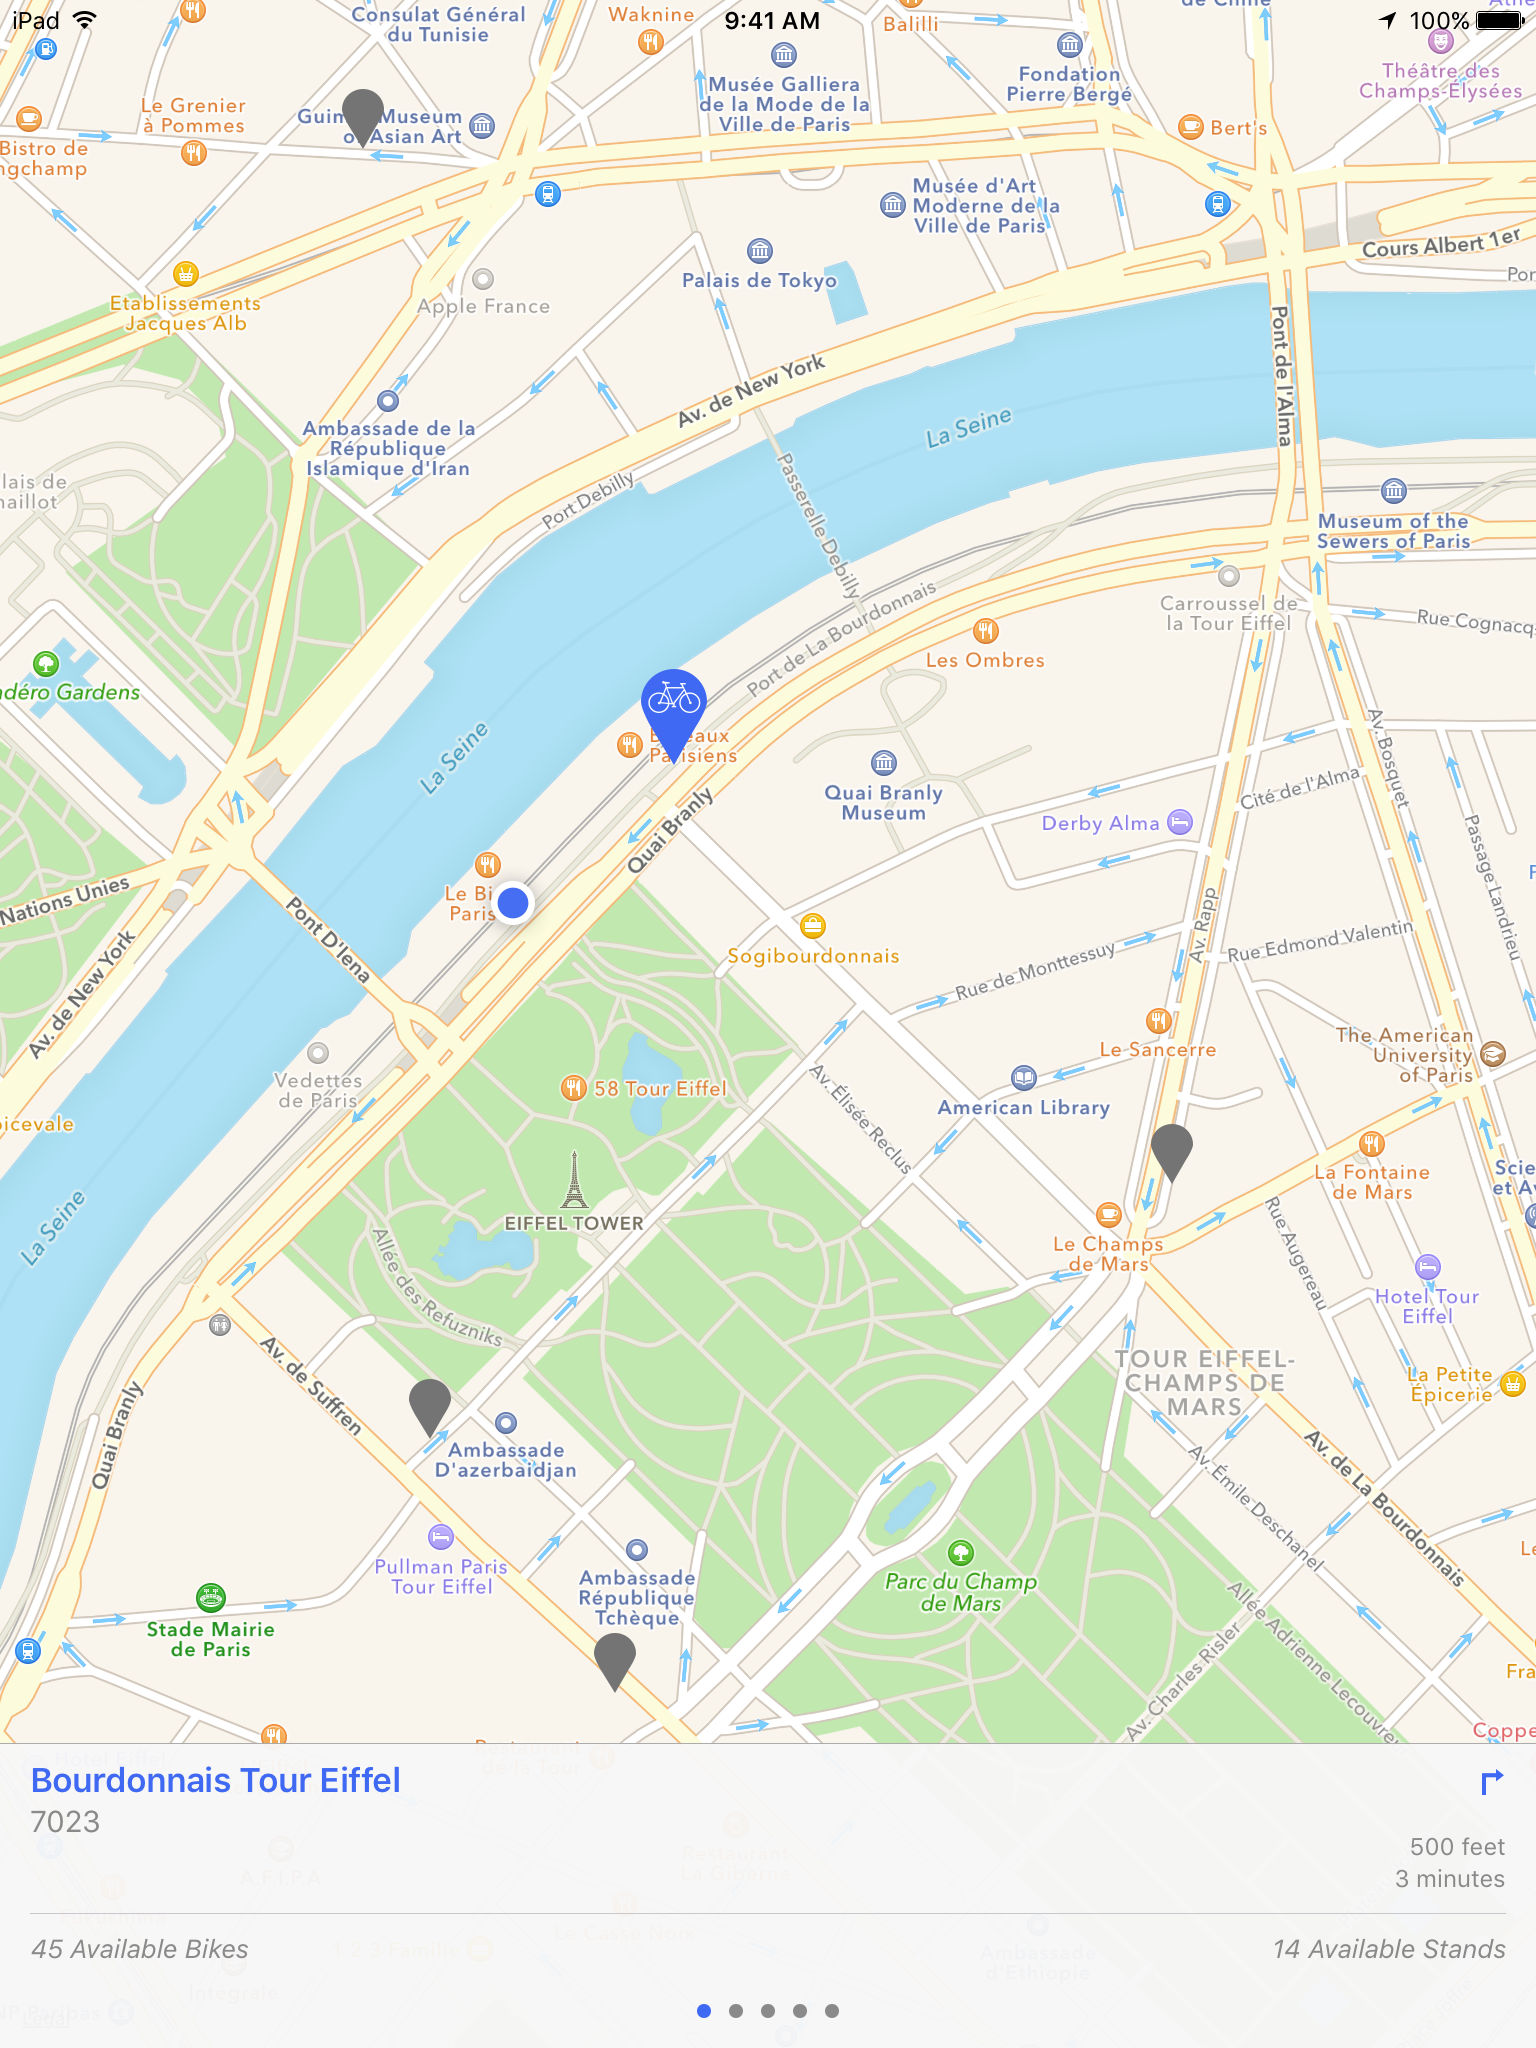 iPad
9:41 AM
100%
Consulat Général
du Tunisie
Waknine
Balilli
Musée Galliera
de la Mode de la
Ville de Paris
Fondation
Pierre Bergé
Théâtre des
Champs-Élysées
Le Grenier
à Pommes
Bistro de
Museum
Asian Art
Bert's
Musée d'Art
Moderne de la
Ville de Paris
Palais de Tokyo
Cours Albert 1er
Etablissements
Jacques Alb
Apple France
Pont de l'Alma
Av. de New York
La Seine
Ambassade de la
République
Islamique d'Iran
Port Debilly
Passerelle Debilly
Museum of the
Sewers of Paris
Carroussel de
la Tour Eiffel
Rue Cognacq-
Port de La Bourdonnais
Les Ombres
Gardens
La Seine
Parisiens
Quai Branly
Museum
Av. Bosquet
Cité de l'Alma
Derby Alma
Quai Branly
Passage Landrieu
Nations Unies
Pont D'Iena
Le Bi
Paris
Sogibourdonnais
Av. Rapp
Rue Edmond Valentin
Rue de Monttessuy
Av. de New York
Le Sancerre
The American
University
of Paris
Vedettes
de Paris
58 Tour Eiffel
Av. Élisée Reclus
American Library
La Fontaine
de Mars
EIFFEL TOWER
La Seine
Le Champs
de Mars
Rue Augereau
Hotel Tour
Eiffel
Allée des Refuzniks
Av. de Suffren
TOUR EIFFEL-
CHAMPS DE
MARS
La Petite
Épicerie
Quai Branly
Ambassade
D'azerbaidjan
Av. Émile Deschanel
Av. de La Bourdonnais
Pullman Paris
Tour Eiffel
Ambassade
République
Tchèque
Parc du Champ
de Mars
Stade Mairie
de Paris
Allée Adrienne Lecouvre
Av. Charles Risler
Bourdonnais Tour Eiffel
7023
500 feet
3 minutes
45 Available Bikes
14 Available Stands